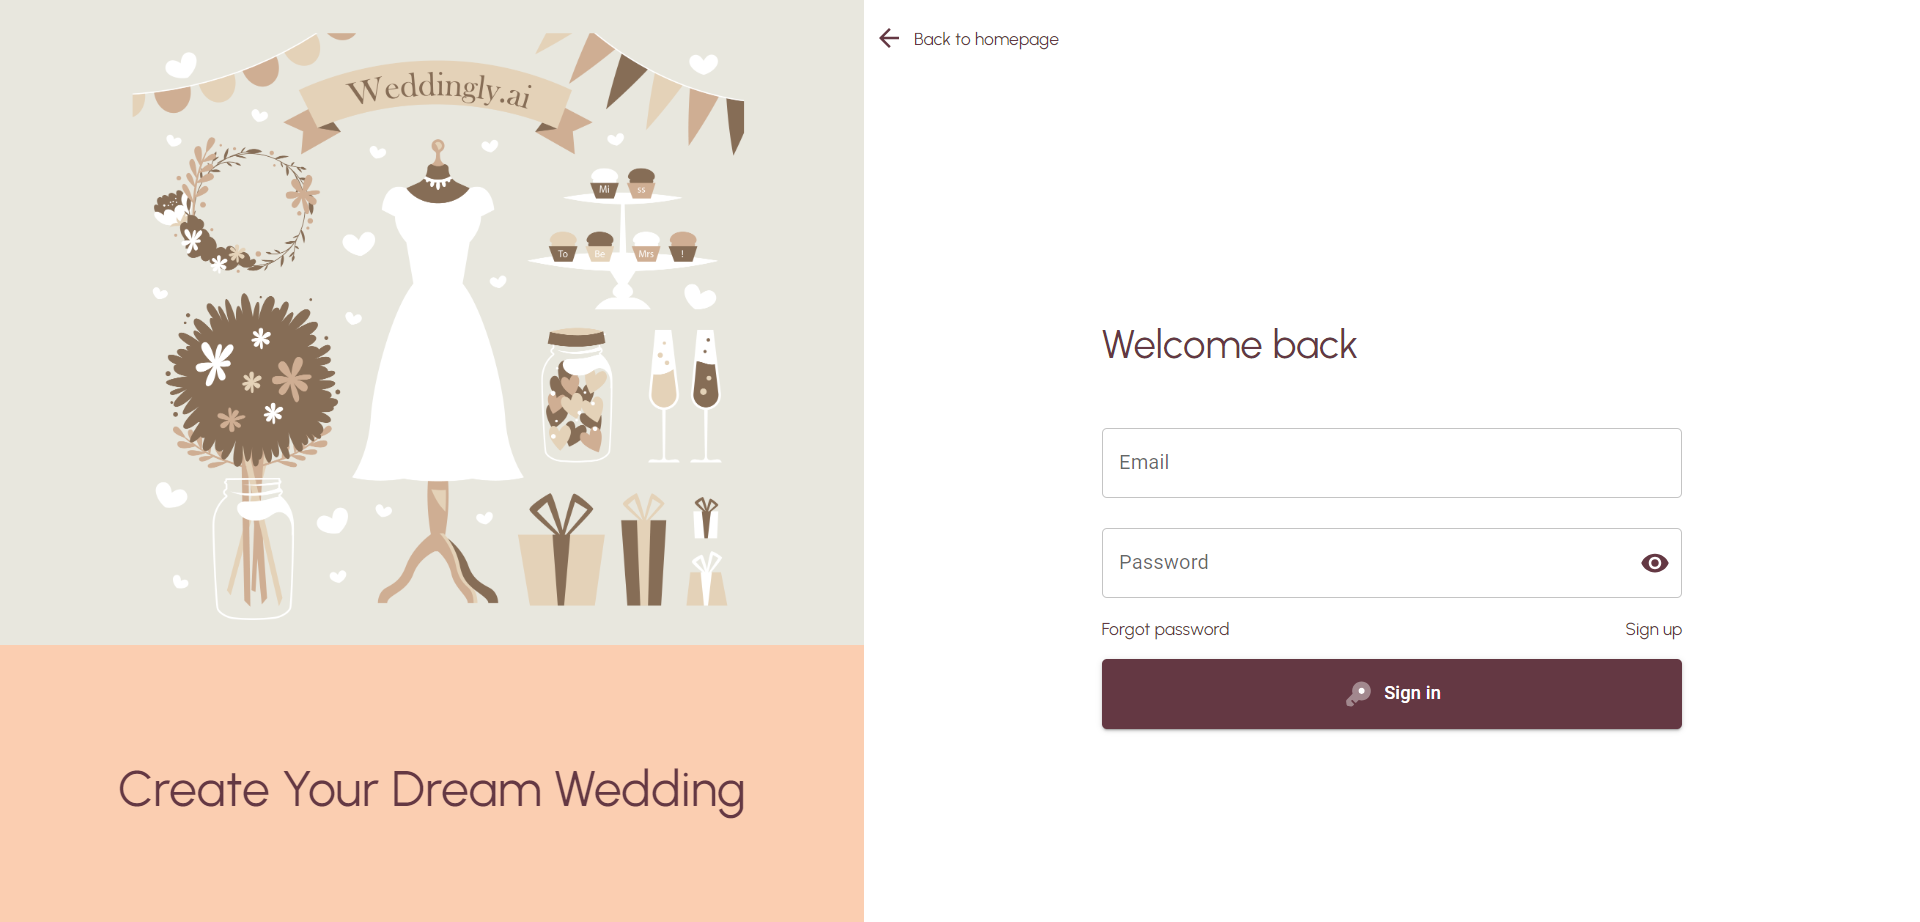 Weddingly.ai
Mi
ss
To
Be
Mrs
!
Create Your Dream Wedding
Back to homepage
Welcome back
Email
Password
Forgot password
Sign up
Sign in